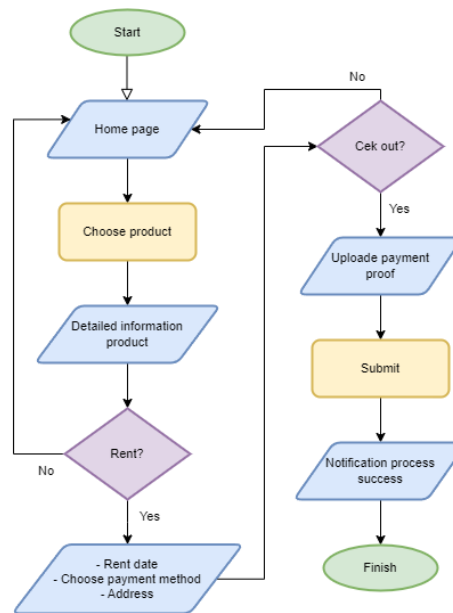 Start
Home page
Choose product
Detailed information
product
Rent?
No
Yes
- Rent date
- Choose payment method
- Address
No
Cek out?
Yes
Uploade payment
proof
Submit
Notification process
success
Finish